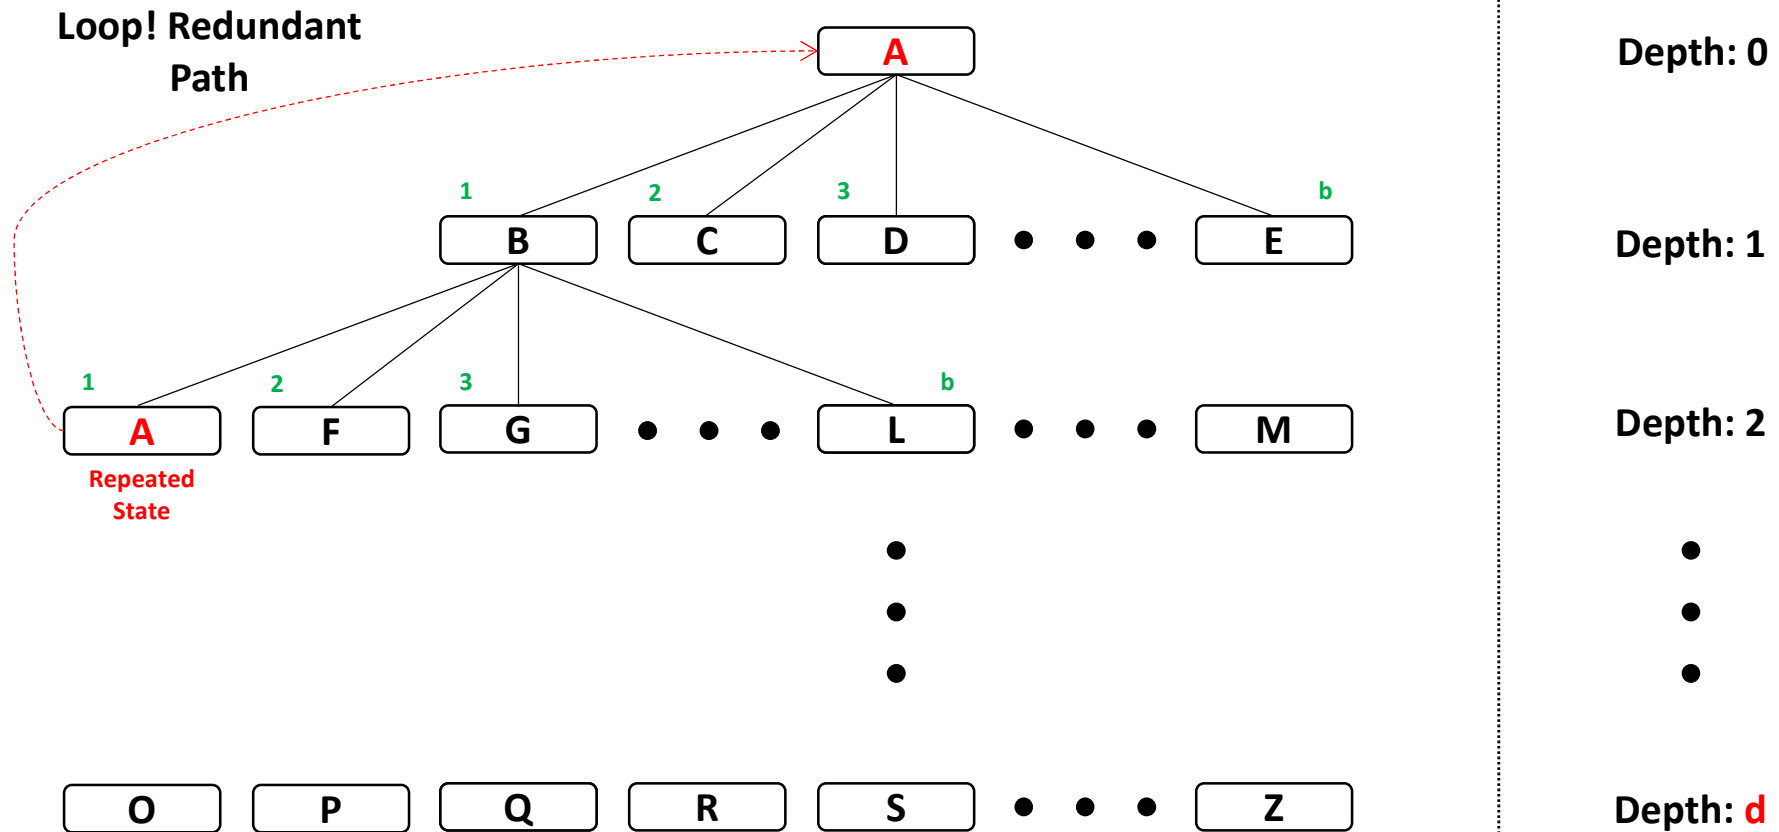 Loop! Redundant
Path
A
Depth: 0
1 2 3 b
B C D E
Depth: 1
1 2 3 b
A F G L M
Depth: 2
Repeated
State
O P Q R S Z
Depth: d